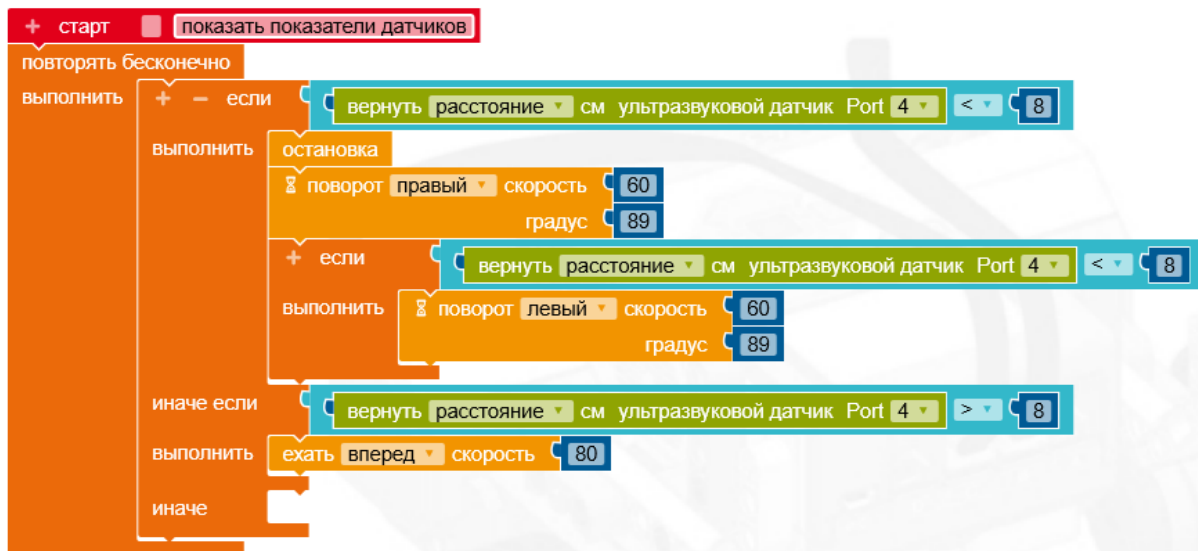 + старт показать показатели датчиков
повторять бесконечно
выполнить + − если вернуть расстояние см ультразвуковой датчик Port 4 < 8
выполнить остановка
поворот правый скорость 60
градус 89
+ если вернуть расстояние см ультразвуковой датчик Port 4 < 8
выполнить поворот левый скорость 60
градус 89
иначе если вернуть расстояние см ультразвуковой датчик Port 4 > 8
выполнить ехать вперед скорость 80
иначе